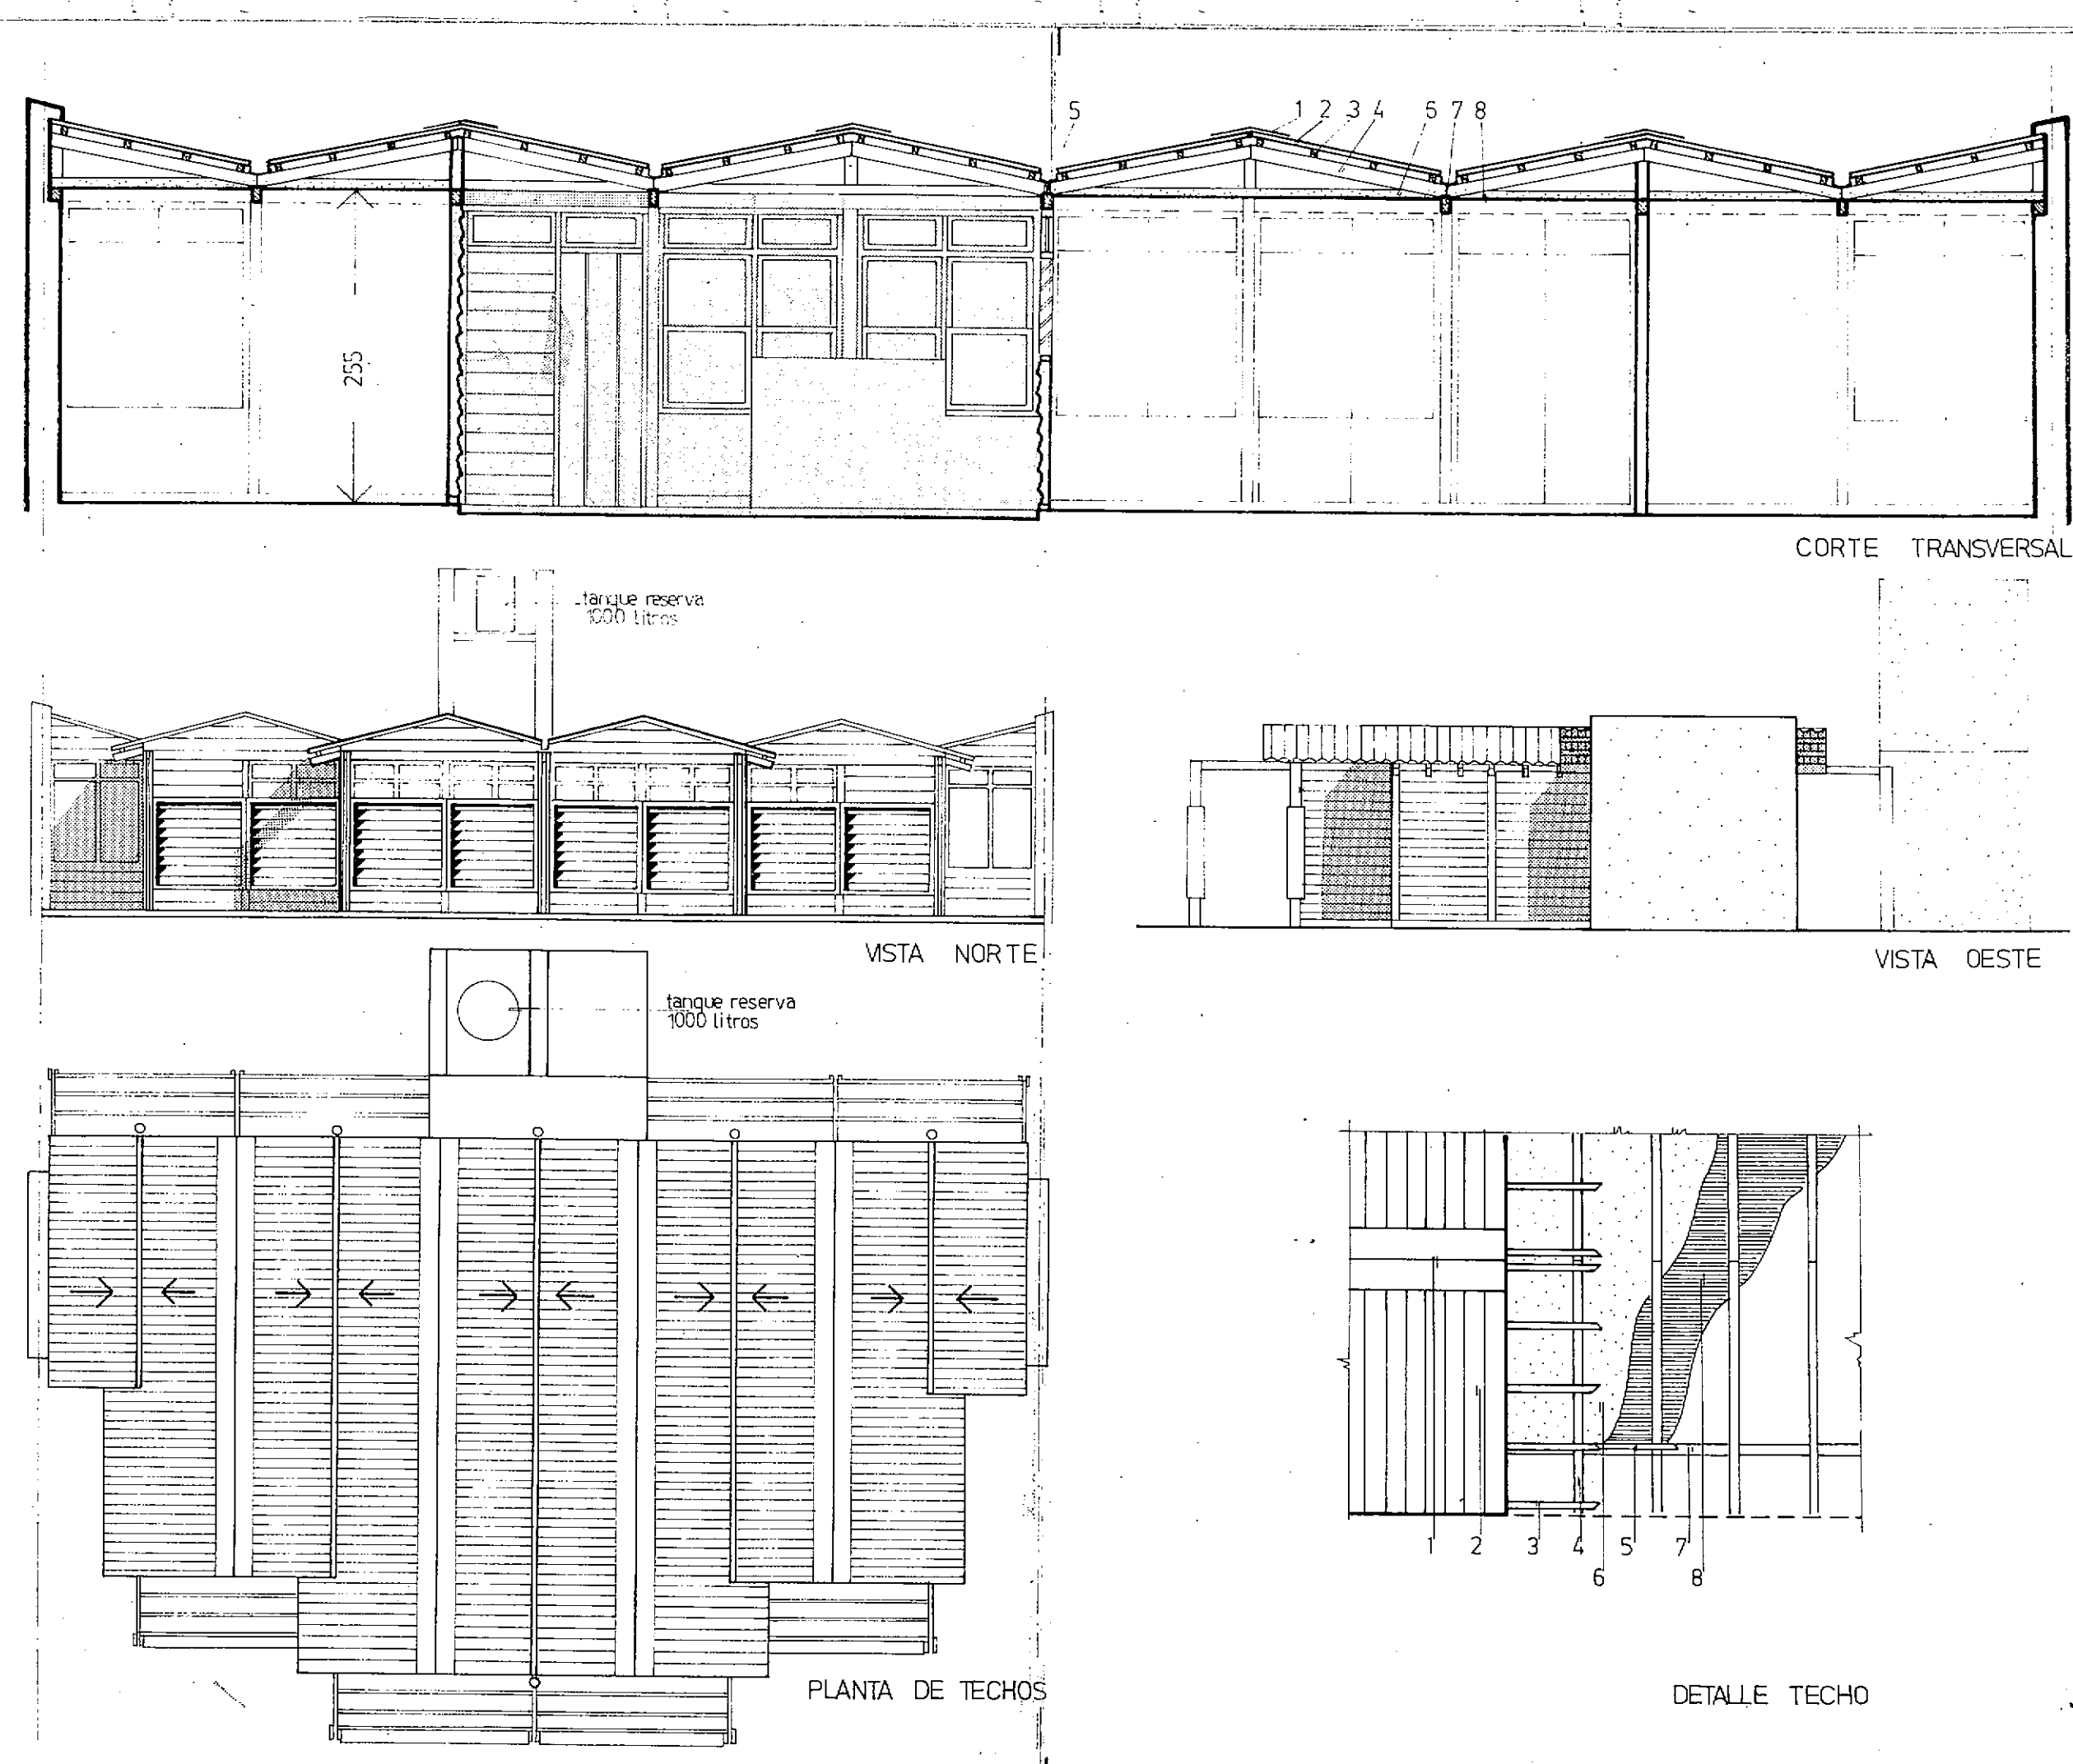 5 1 2 3 4 6 7 8
255
CORTE TRANSVERSAL
tanque reserva
1000 litros
VISTA NORTE
VISTA OESTE
tanque reserva
1000 litros
1 2 3 4 5 7
6 8
PLANTA DE TECHOS
DETALLE TECHO